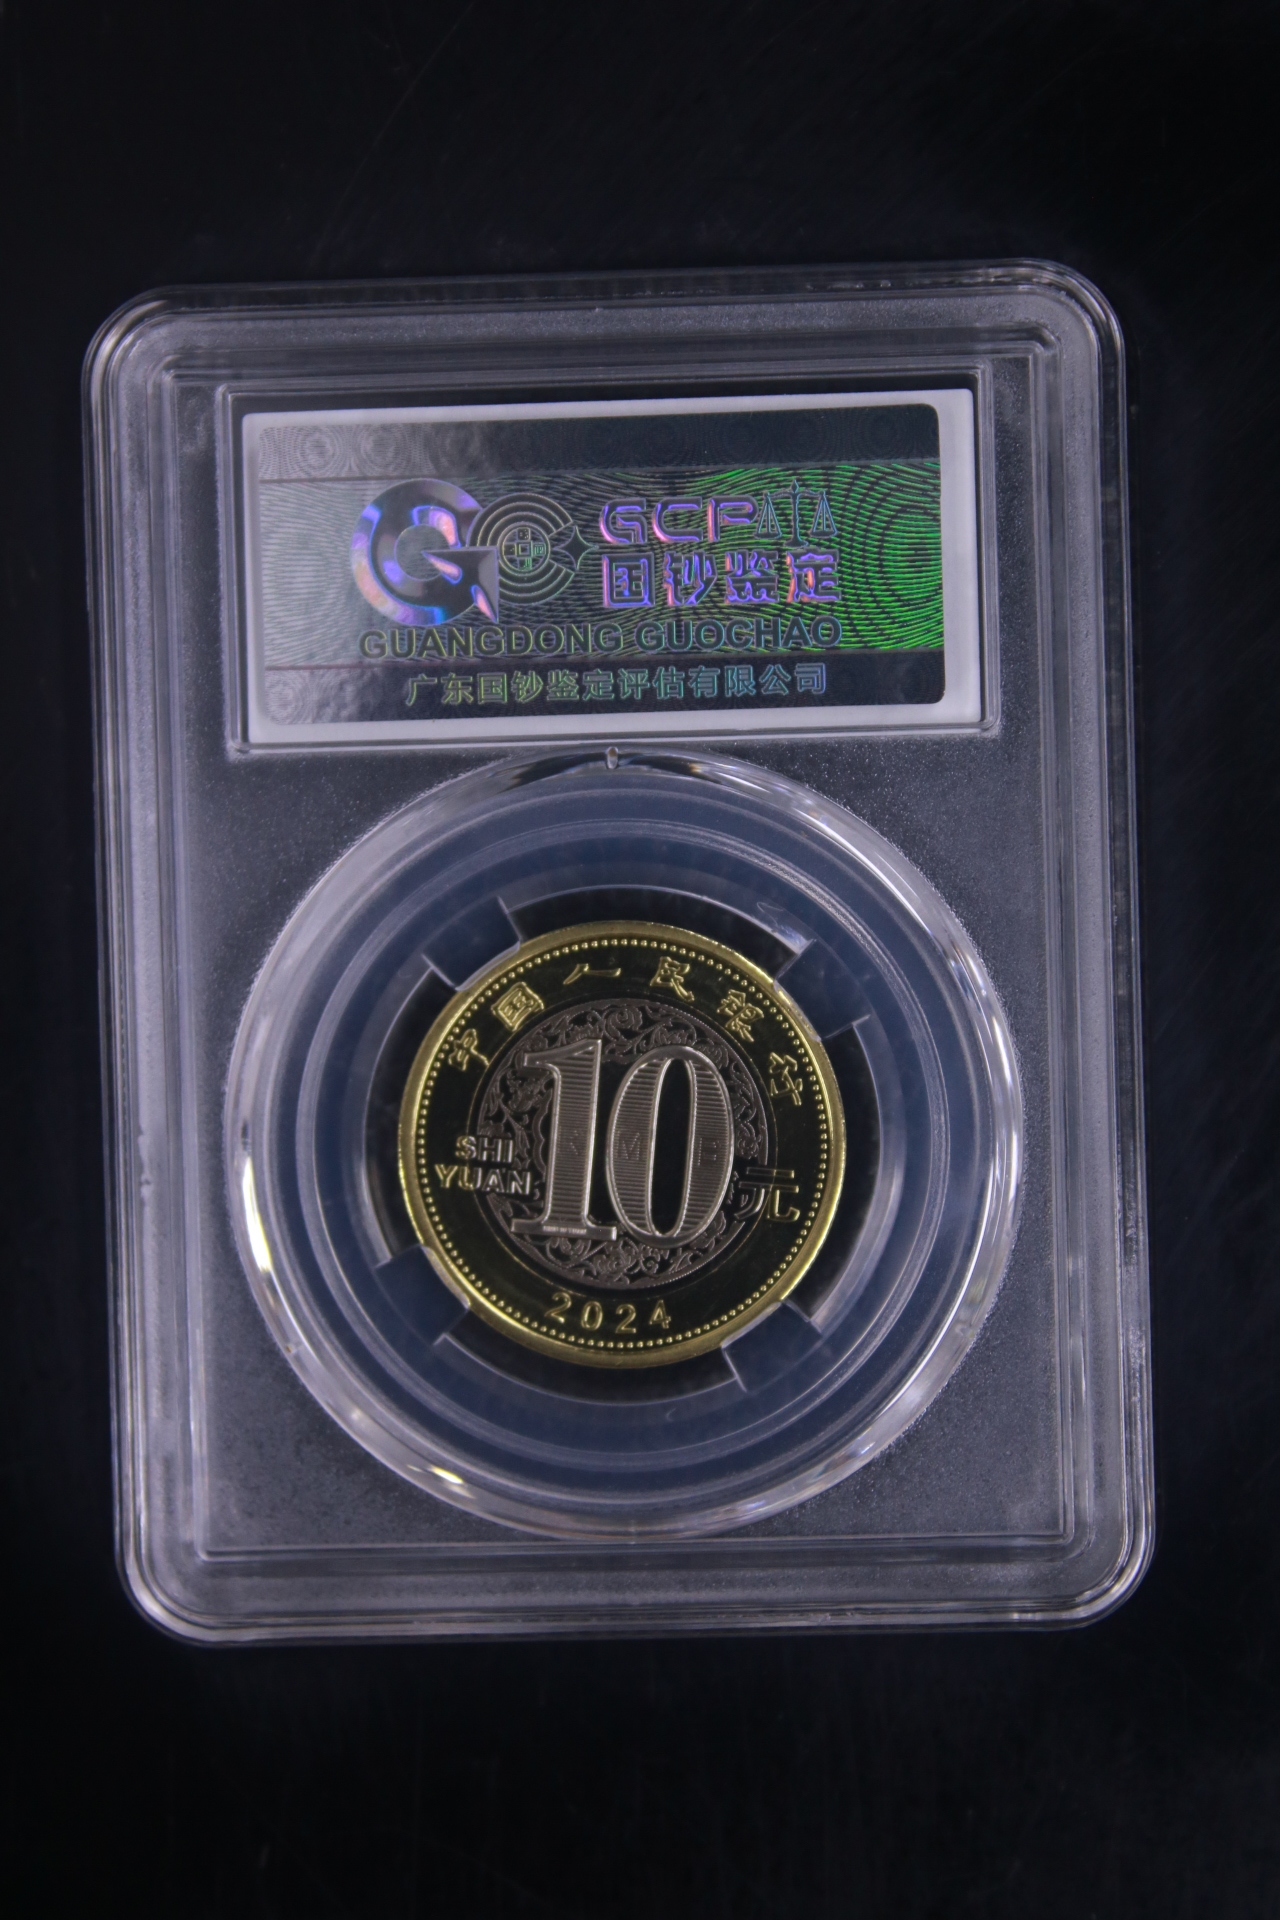 GCP
国钞鉴定
GUANGDONG GUOCHAO
广东国钞鉴定评估有限公司
中国人民银行
10
RMB
SHI
YUAN
元
2024